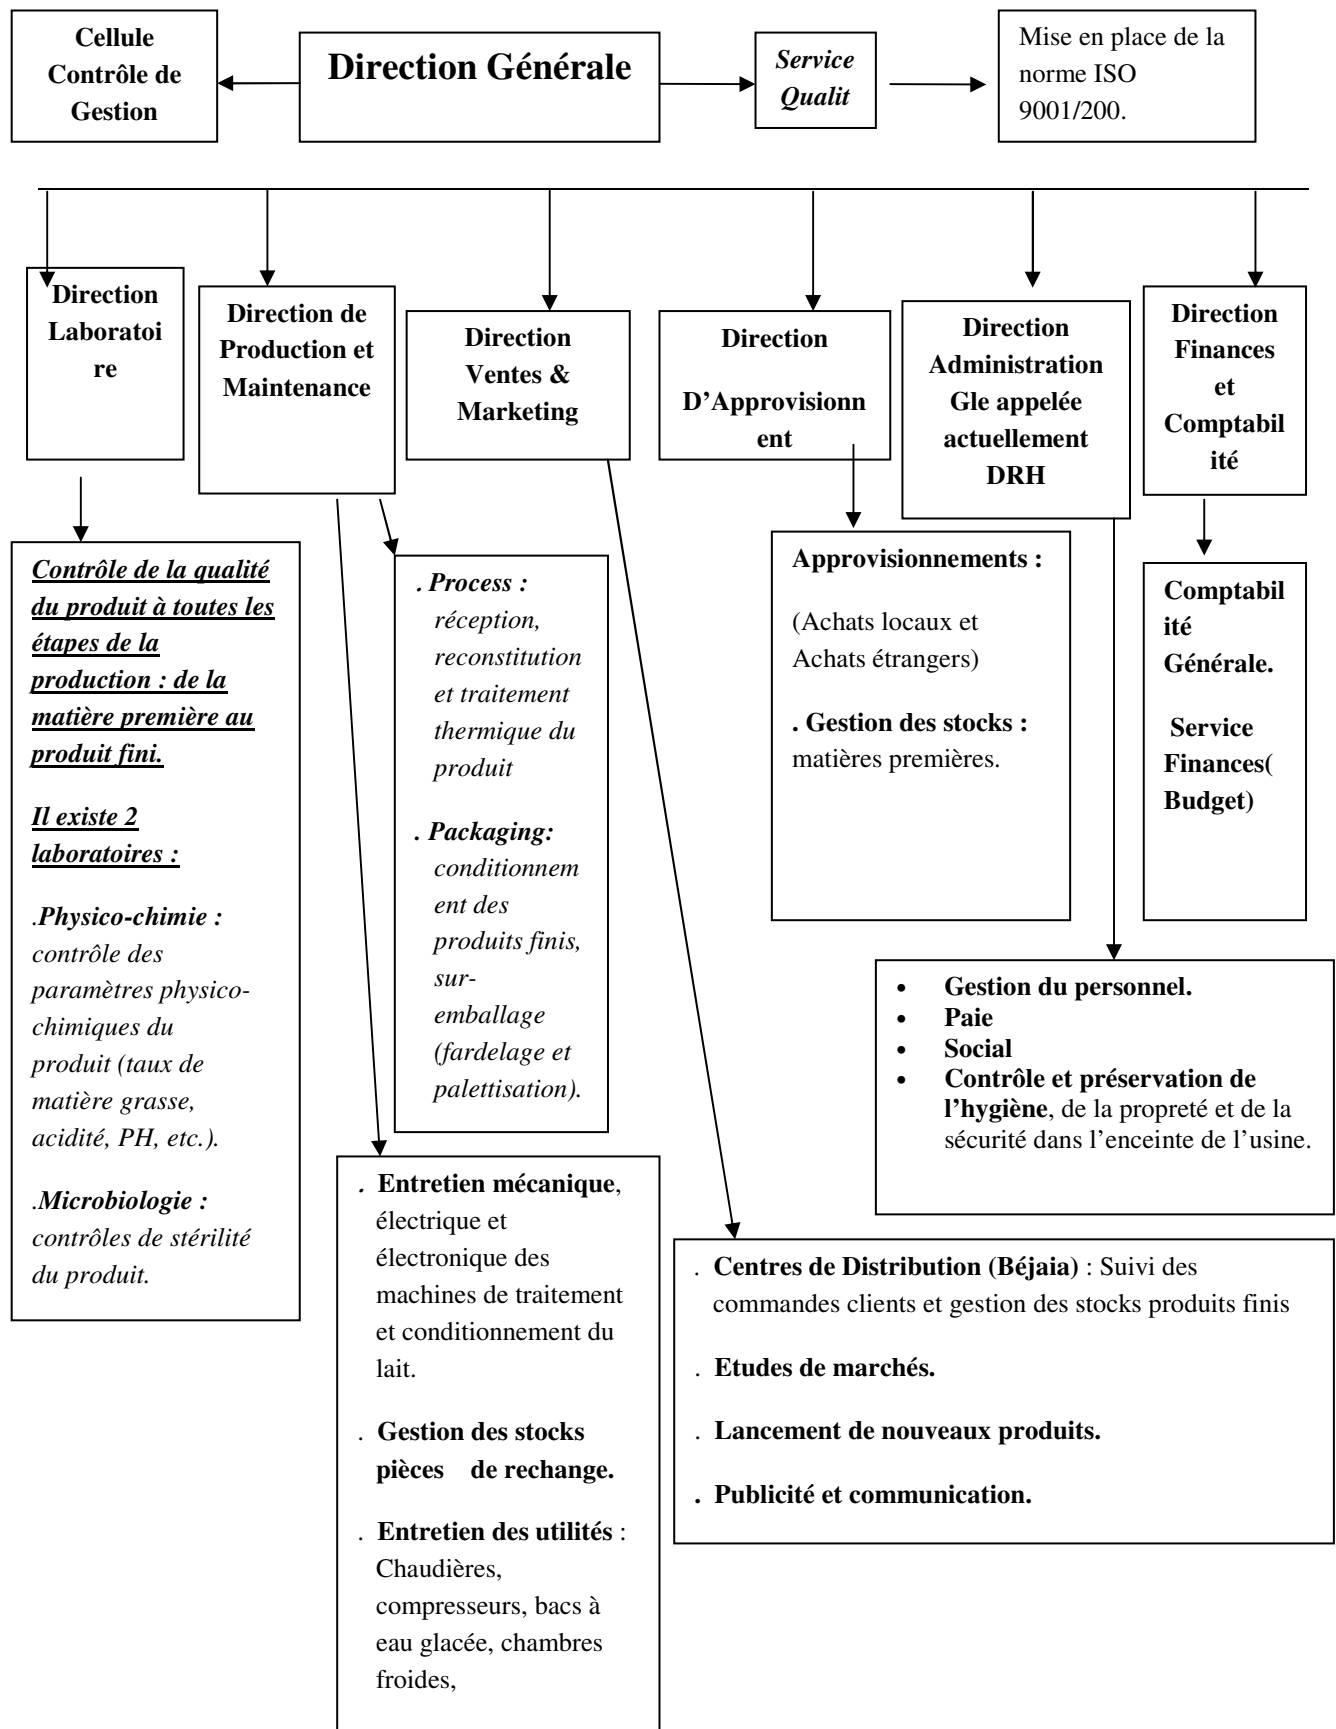 Cellule
Contrôle de
Gestion
Direction Générale
Service
Qualit
Mise en place de la
norme ISO
9001/200.
Direction
Laboratoi
re
Direction de
Production et
Maintenance
Direction
Ventes &
Marketing
Direction
D’Approvisionn
ent
Direction
Administration
Gle appelée
actuellement
DRH
Direction
Finances
et
Comptabil
ité
Contrôle de la qualité
du produit à toutes les
étapes de la
production : de la
matière première au
produit fini.
Il existe 2
laboratoires :
.Physico-chimie :
contrôle des
paramètres physico-
chimiques du
produit (taux de
matière grasse,
acidité, PH, etc.).
.Microbiologie :
contrôles de stérilité
du produit.
. Process :
réception,
reconstitution
et traitement
thermique du
produit
. Packaging:
conditionnem
ent des
produits finis,
sur-
emballage
(fardelage et
palettisation).
. Entretien mécanique,
électrique et
électronique des
machines de traitement
et conditionnement du
lait.
. Gestion des stocks
pièces de rechange.
. Entretien des utilités :
Chaudières,
compresseurs, bacs à
eau glacée, chambres
froides,
Approvisionnements :
(Achats locaux et
Achats étrangers)
. Gestion des stocks :
matières premières.
Comptabil
ité
Générale.
Service
Finances(
Budget)
• Gestion du personnel.
• Paie
• Social
• Contrôle et préservation de
l’hygiène, de la propreté et de la
sécurité dans l’enceinte de l’usine.
. Centres de Distribution (Béjaia) : Suivi des
commandes clients et gestion des stocks produits finis
. Etudes de marchés.
. Lancement de nouveaux produits.
. Publicité et communication.